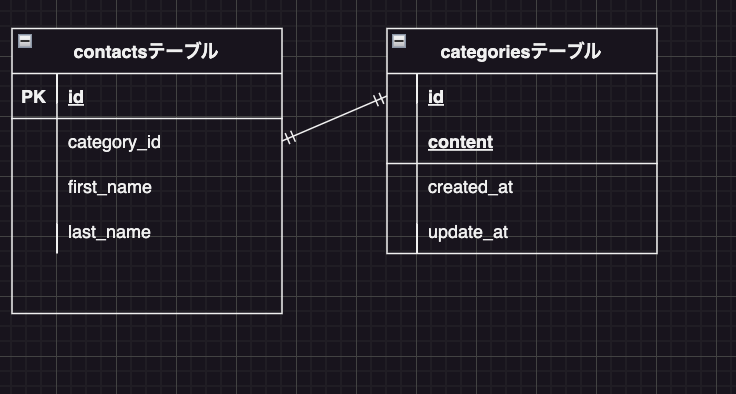 contactsテーブル
PK id
category_id
first_name
last_name
categoriesテーブル
id
content
created_at
update_at